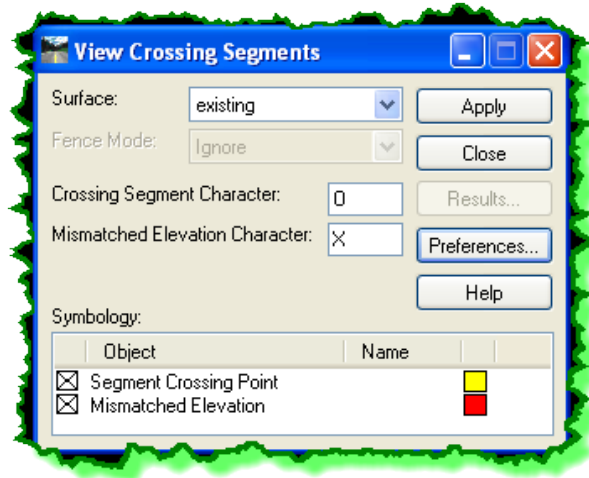 View Crossing Segments
Surface: existing Apply
Fence Mode: Ignore Close
Crossing Segment Character: O Results...
Mismatched Elevation Character: X Preferences...
Help
Symbology:
Object Name
Segment Crossing Point
Mismatched Elevation